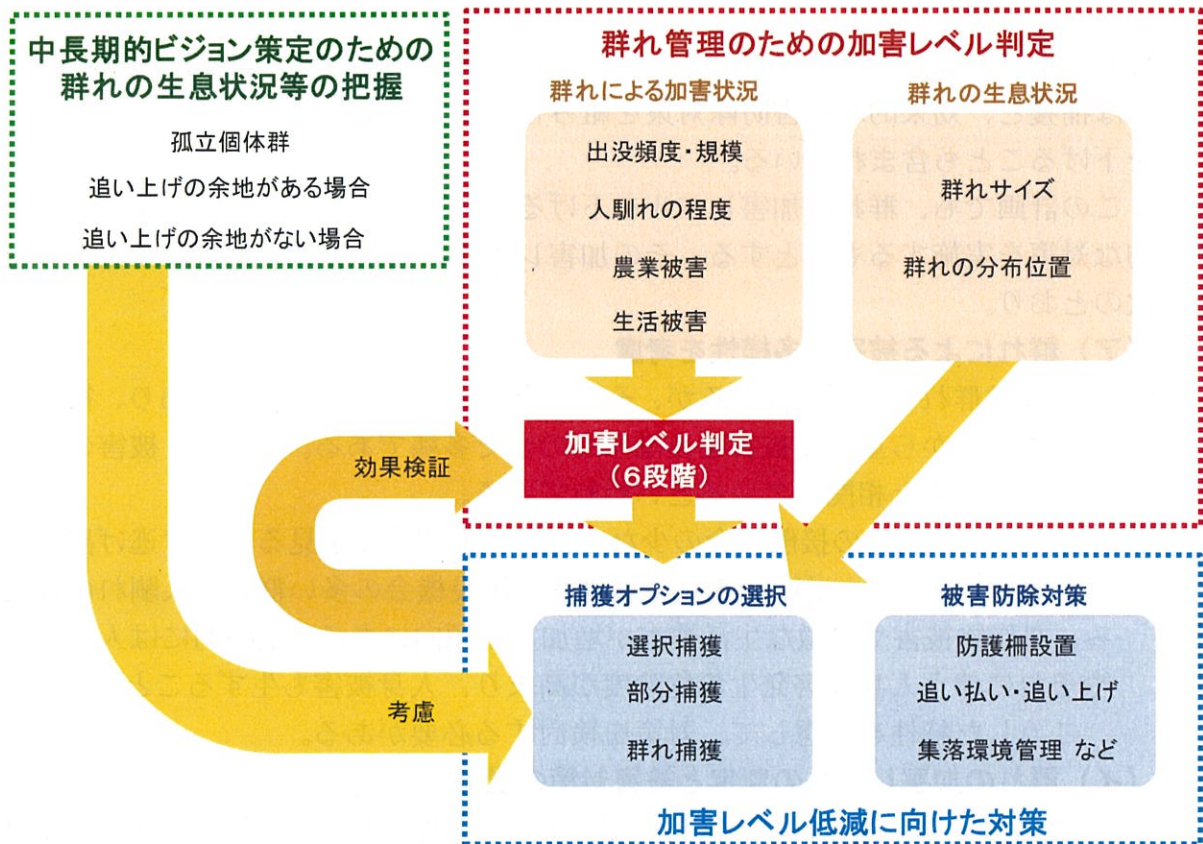 中長期的ビジョン策定のための
群れの生息状況等の把握
孤立個体群
追い上げの余地がある場合
追い上げの余地がない場合
群れ管理のための加害レベル判定
群れによる加害状況
出没頻度・規模
人馴れの程度
農業被害
生活被害
群れの生息状況
群れサイズ
群れの分布位置
加害レベル判定
(6段階)
効果検証
考慮
捕獲オプションの選択
選択捕獲
部分捕獲
群れ捕獲
被害防除対策
防護柵設置
追い払い・追い上げ
集落環境管理 など
加害レベル低減に向けた対策